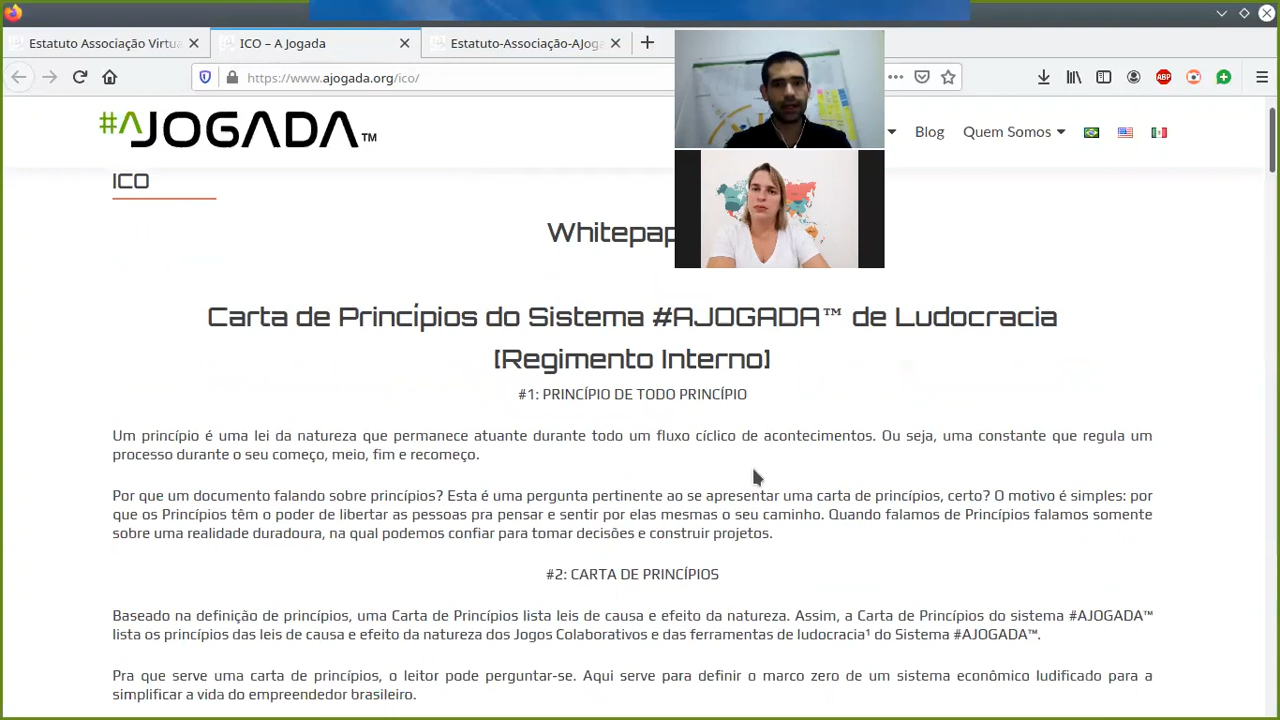 Estatuto Associação Virtua
ICO – A Jogada
Estatuto-Associação-AJoga
https://www.ajogada.org/ico/
ABP
#AJOGADA™
Blog
Quem Somos
ICO
Carta de Princípios do Sistema #AJOGADA™ de Ludocracia
[Regimento Interno]
#1: PRINCÍPIO DE TODO PRINCÍPIO
Um princípio é uma lei da natureza que permanece atuante durante todo um fluxo cíclico de acontecimentos. Ou seja, uma constante que regula um
processo durante o seu começo, meio, fim e recomeço.
Por que um documento falando sobre princípios? Esta é uma pergunta pertinente ao se apresentar uma carta de princípios, certo? O motivo é simples: por
que os Princípios têm o poder de libertar as pessoas pra pensar e sentir por elas mesmas o seu caminho. Quando falamos de Princípios falamos somente
sobre uma realidade duradoura, na qual podemos confiar para tomar decisões e construir projetos.
#2: CARTA DE PRINCÍPIOS
Baseado na definição de princípios, uma Carta de Princípios lista leis de causa e efeito da natureza. Assim, a Carta de Princípios do sistema #AJOGADA™
lista os princípios das leis de causa e efeito da natureza dos Jogos Colaborativos e das ferramentas de ludocracia¹ do Sistema #AJOGADA™.
Pra que serve uma carta de princípios, o leitor pode perguntar-se. Aqui serve para definir o marco zero de um sistema econômico ludificado para a
simplificar a vida do empreendedor brasileiro.